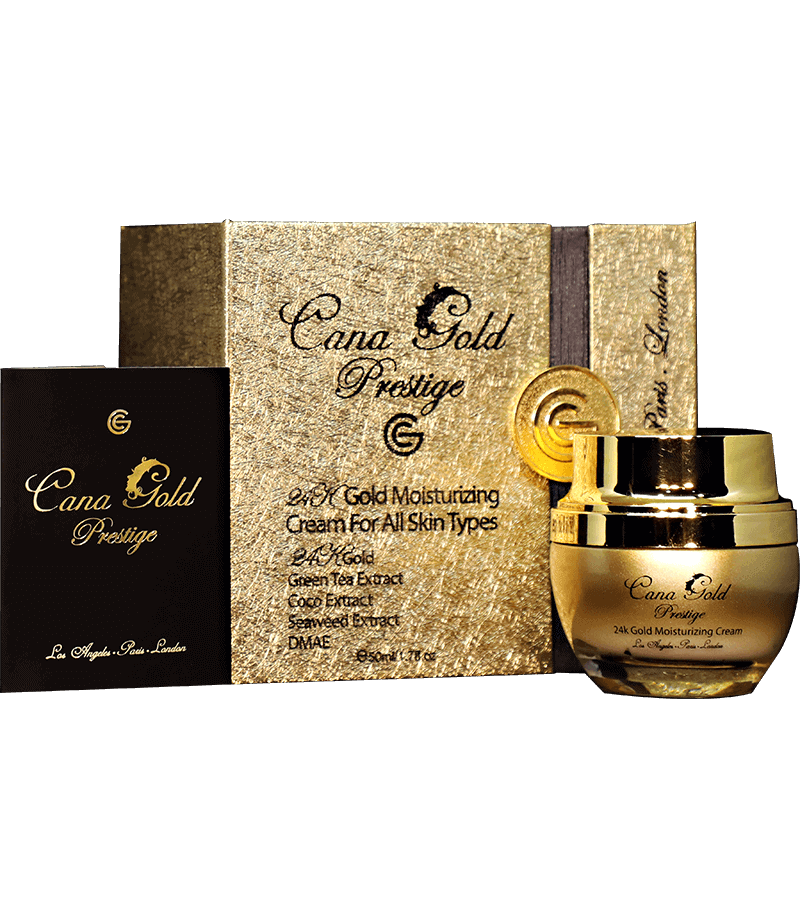 Cana Gold
Prestige
Los Angeles - Paris - London
Cana Gold
Prestige
24K Gold Moisturizing
Cream For All Skin Types
24K Gold
Green Tea Extract
Coco Extract
Seaweed Extract
DMAE
Paris - London
Cana Gold
Prestige
24k Gold Moisturizing Cream
Los Angeles - Paris - London